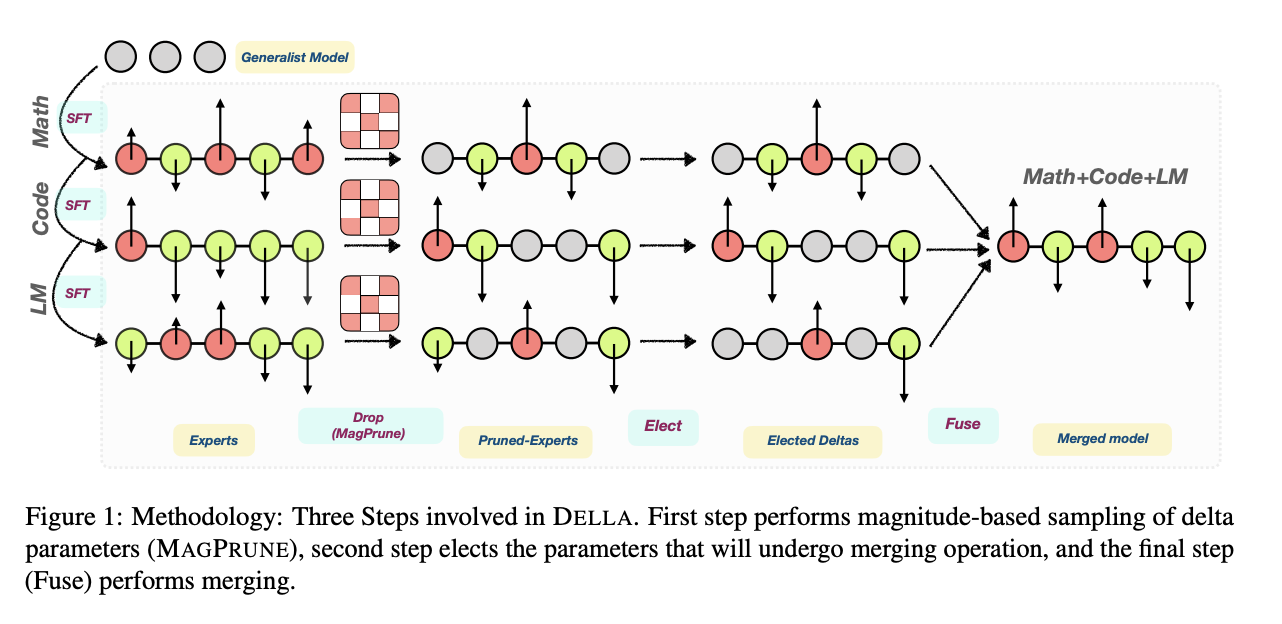 Generalist Model
Math
SFT
Code
SFT
LM
SFT
Math+Code+LM
Experts
Drop
(MagPrune)
Pruned-Experts
Elect
Elected Deltas
Fuse
Merged model
Figure 1: Methodology: Three Steps involved in DELLA. First step performs magnitude-based sampling of delta
parameters (MAGPRUNE), second step elects the parameters that will undergo merging operation, and the final step
(Fuse) performs merging.